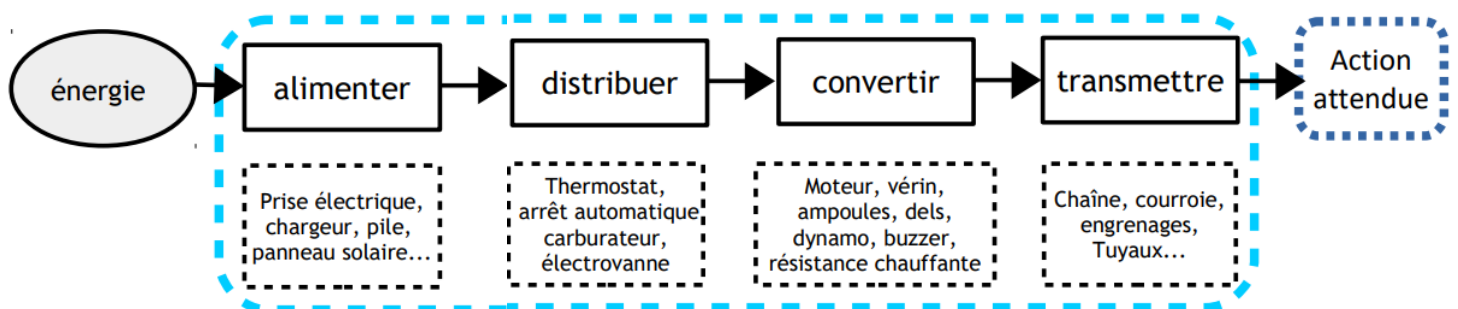 énergie
alimenter
distribuer
convertir
transmettre
Action
attendue
Prise électrique,
chargeur, pile,
panneau solaire...
Thermostat,
arrêt automatique
carburateur,
électrovanne
Moteur, vérin,
ampoules, dels,
dynamo, buzzer,
résistance chauffante
Chaîne, courroie,
engrenages,
Tuyaux...